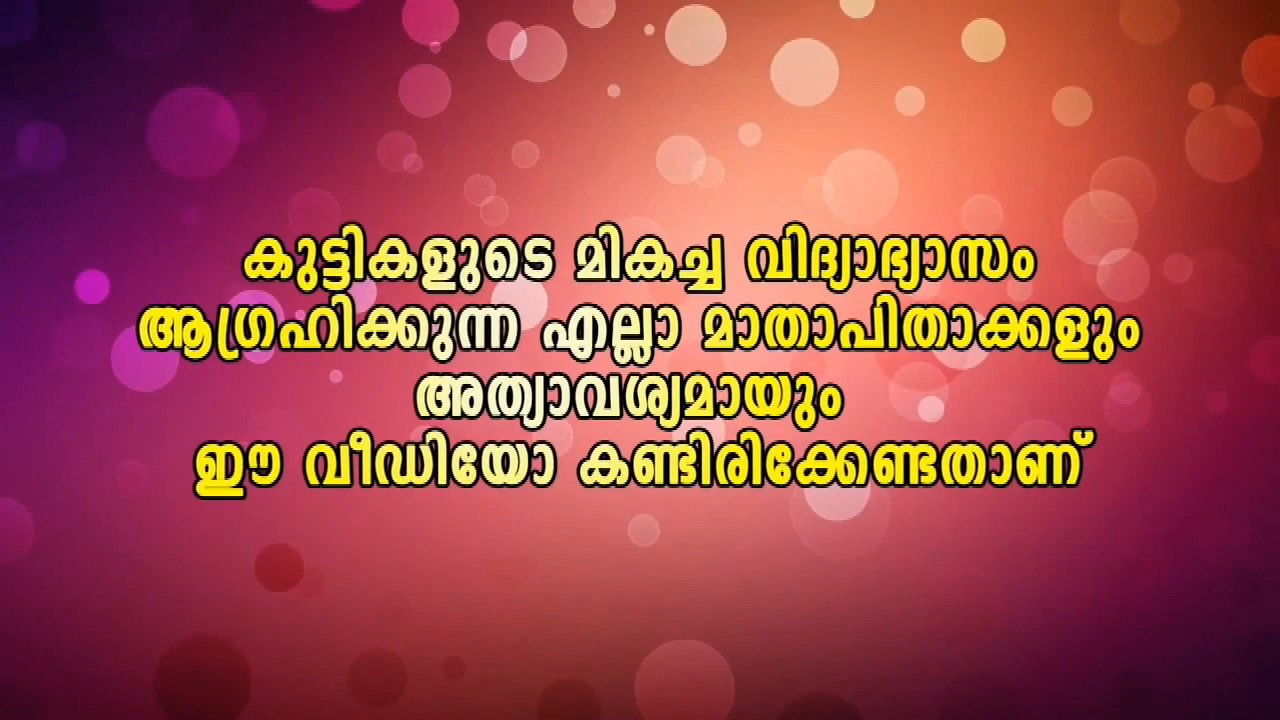 കുട്ടികളുടെ മികച്ച വിദ്യാഭ്യാസം
ആഗ്രഹിക്കുന്ന എല്ലാ മാതാപിതാക്കളും
അത്യാവശ്യമായും
ഈ വീഡിയോ കണ്ടിരിക്കേണ്ടതാണ്